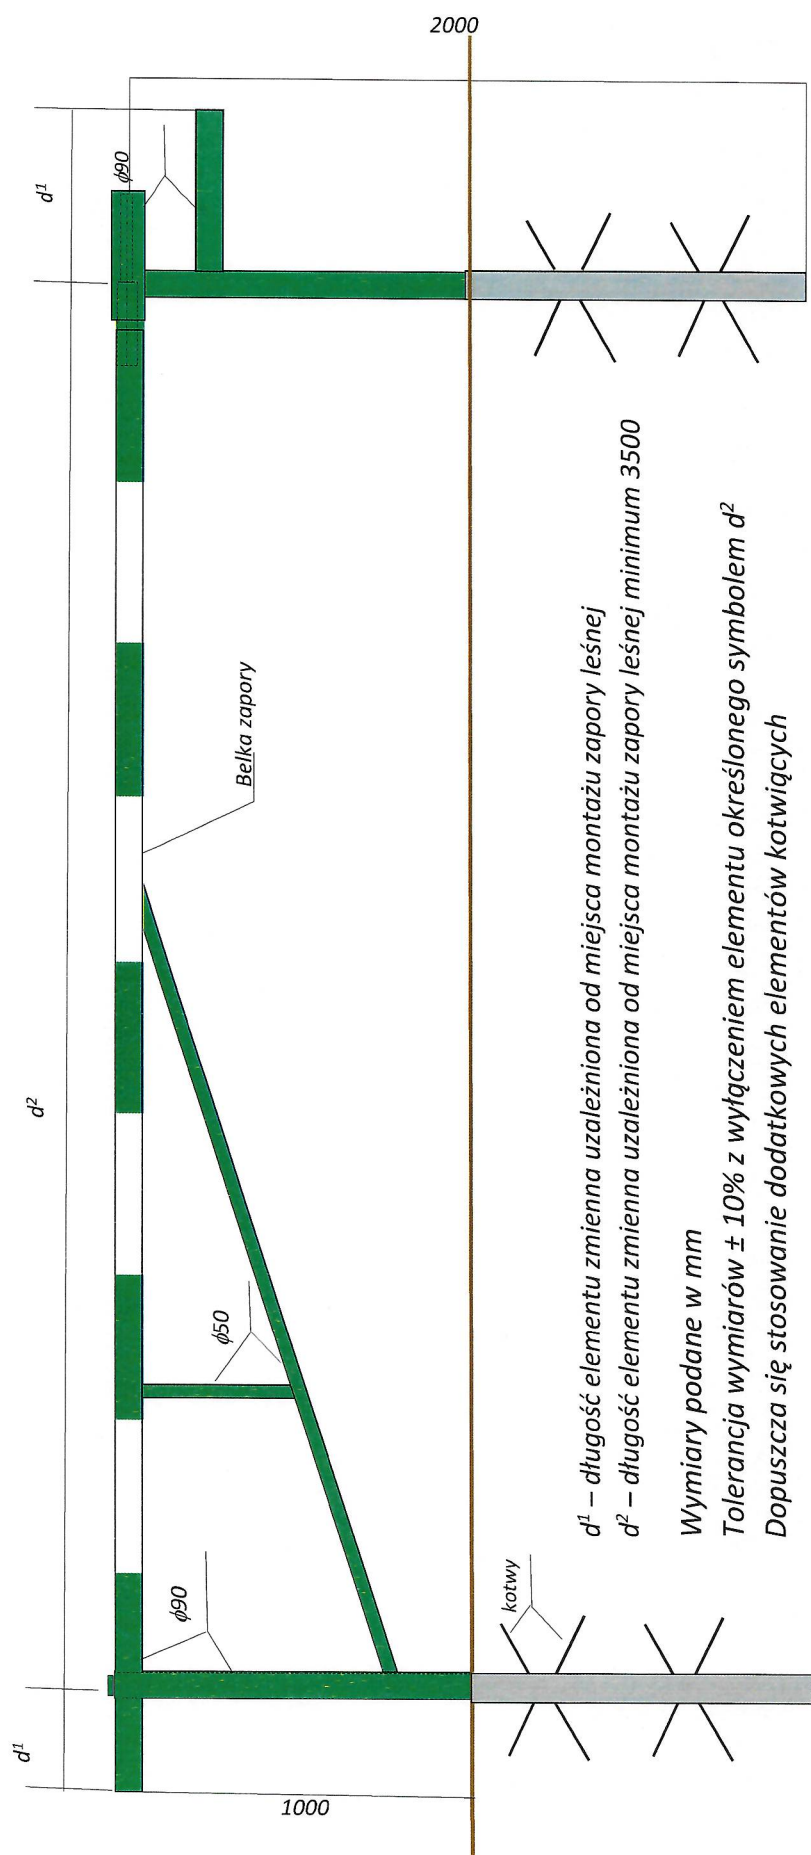 2000
d¹
ϕ90
d²
Belka zapory
ϕ50
ϕ90
kotwy
d¹
1000
d¹ – długość elementu zmienna uzależniona od miejsca montażu zapory leśnej
d² – długość elementu zmienna uzależniona od miejsca montażu zapory leśnej minimum 3500
Wymiary podane w mm
Tolerancja wymiarów ± 10% z wyłączeniem elementu określonego symbolem d²
Dopuszcza się stosowanie dodatkowych elementów kotwiących